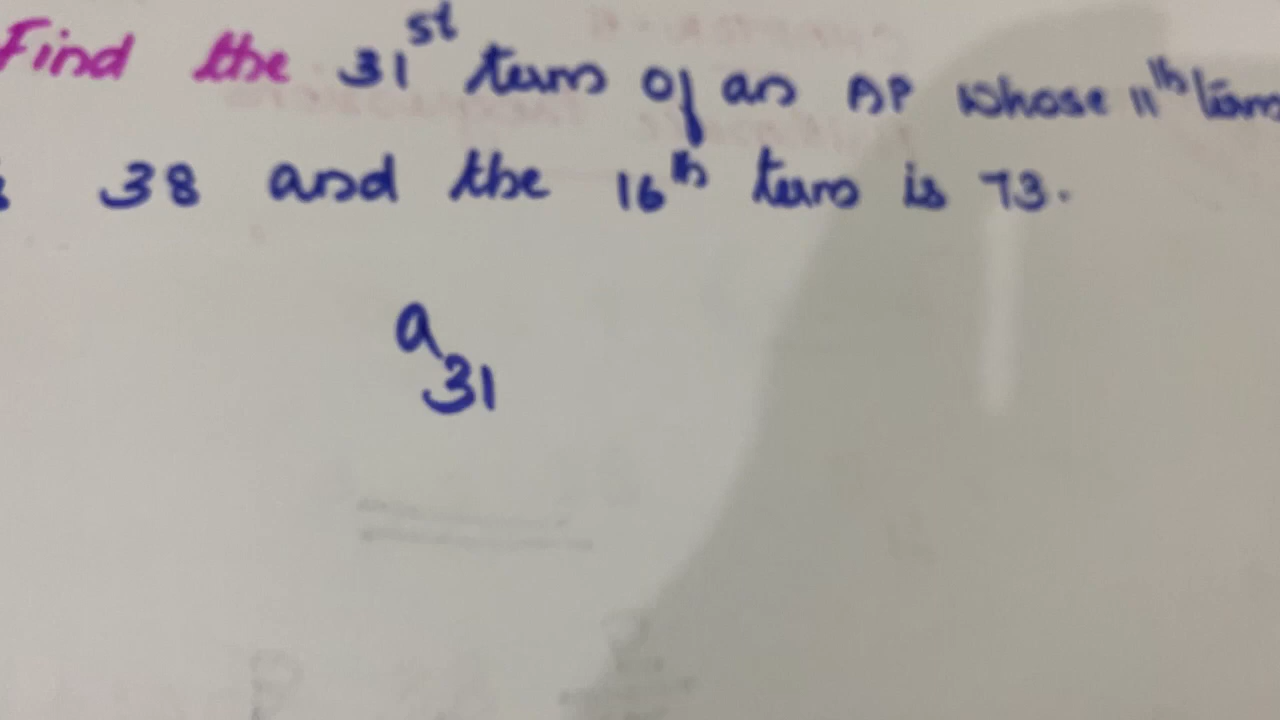 Find the 31st term of an AP whose 11th term
38 and the 16th term is 73.
a31